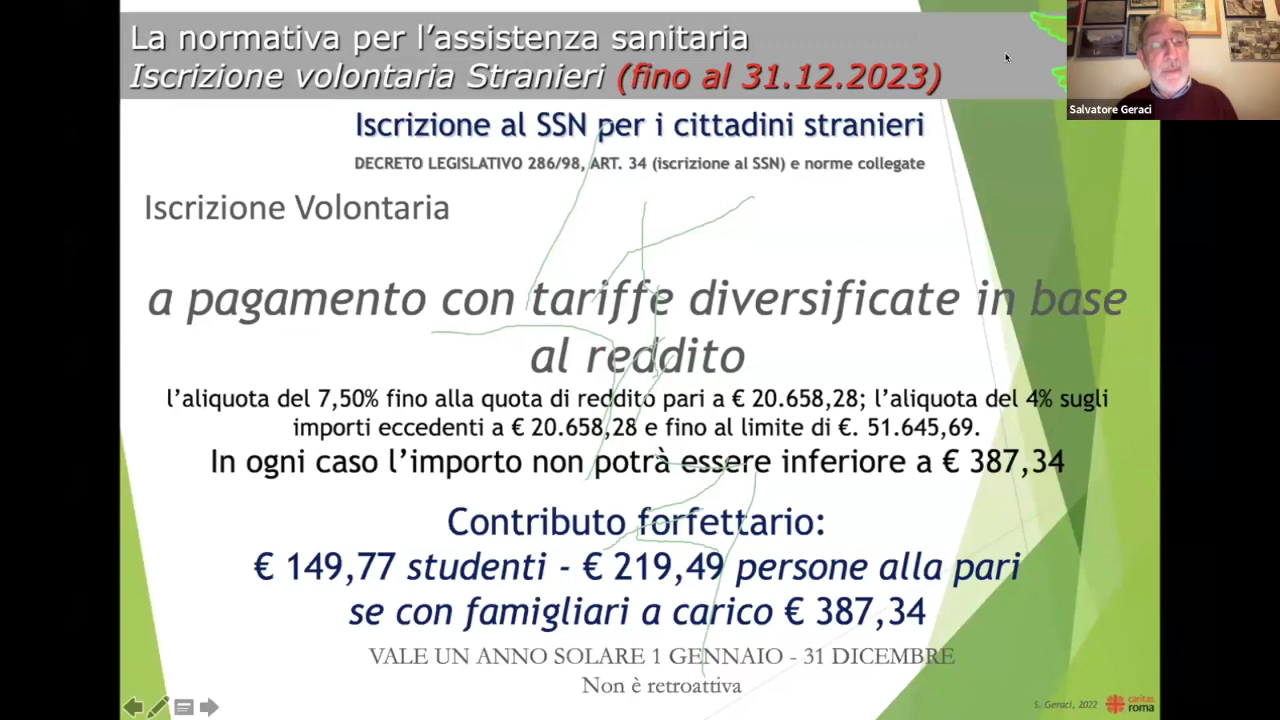 La normativa per l’assistenza sanitaria
Iscrizione volontaria Stranieri (fino al 31.12.2023)
Salvatore Geraci
Iscrizione al SSN per i cittadini stranieri
DECRETO LEGISLATIVO 286/98, ART. 34 (iscrizione al SSN) e norme collegate
Iscrizione Volontaria
a pagamento con tariffe diversificate in base
al reddito
l’aliquota del 7,50% fino alla quota di reddito pari a € 20.658,28; l’aliquota del 4% sugli
importi eccedenti a € 20.658,28 e fino al limite di €. 51.645,69.
In ogni caso l’importo non potrà essere inferiore a € 387,34
Contributo forfettario:
€ 149,77 studenti - € 219,49 persone alla pari
se con famigliari a carico € 387,34
VALE UN ANNO SOLARE 1 GENNAIO - 31 DICEMBRE
Non è retroattiva
S. Geraci, 2022
caritas
roma